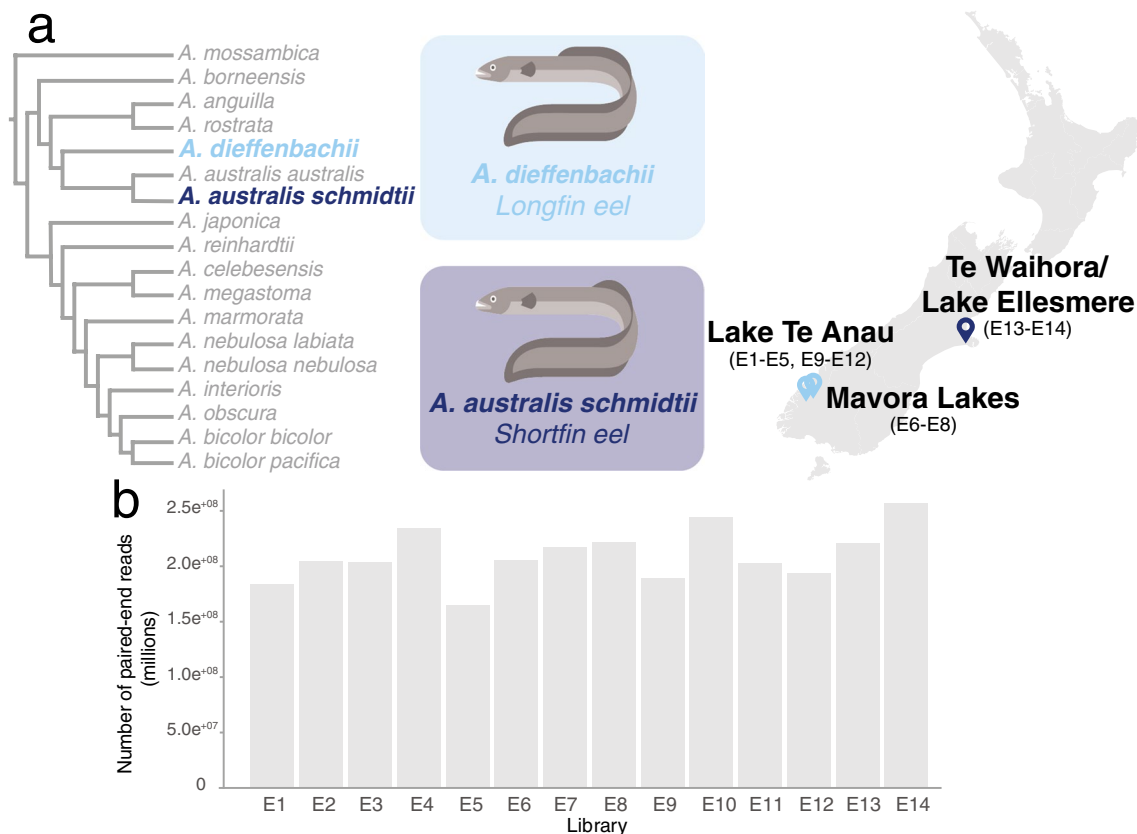 a
A. mossambica
A. borneensis
A. anguilla
A. rostrata
A. dieffenbachii
A. australis australis
A. australis schmidtii
A. japonica
A. reinhardtii
A. celebesensis
A. megastoma
A. marmorata
A. nebulosa labiata
A. nebulosa nebulosa
A. interioris
A. obscura
A. bicolor bicolor
A. bicolor pacifica
A. dieffenbachii
Longfin eel
A. australis schmidtii
Shortfin eel
Te Waihora/
Lake Ellesmere
(E13-E14)
Lake Te Anau
(E1-E5, E9-E12)
Mavora Lakes
(E6-E8)
b
Number of paired-end reads
(millions)
2.5e+08
2.0e+08
1.5e+08
1.0e+08
5.0e+07
0
E1 E2 E3 E4 E5 E6 E7 E8 E9 E10 E11 E12 E13 E14
Library